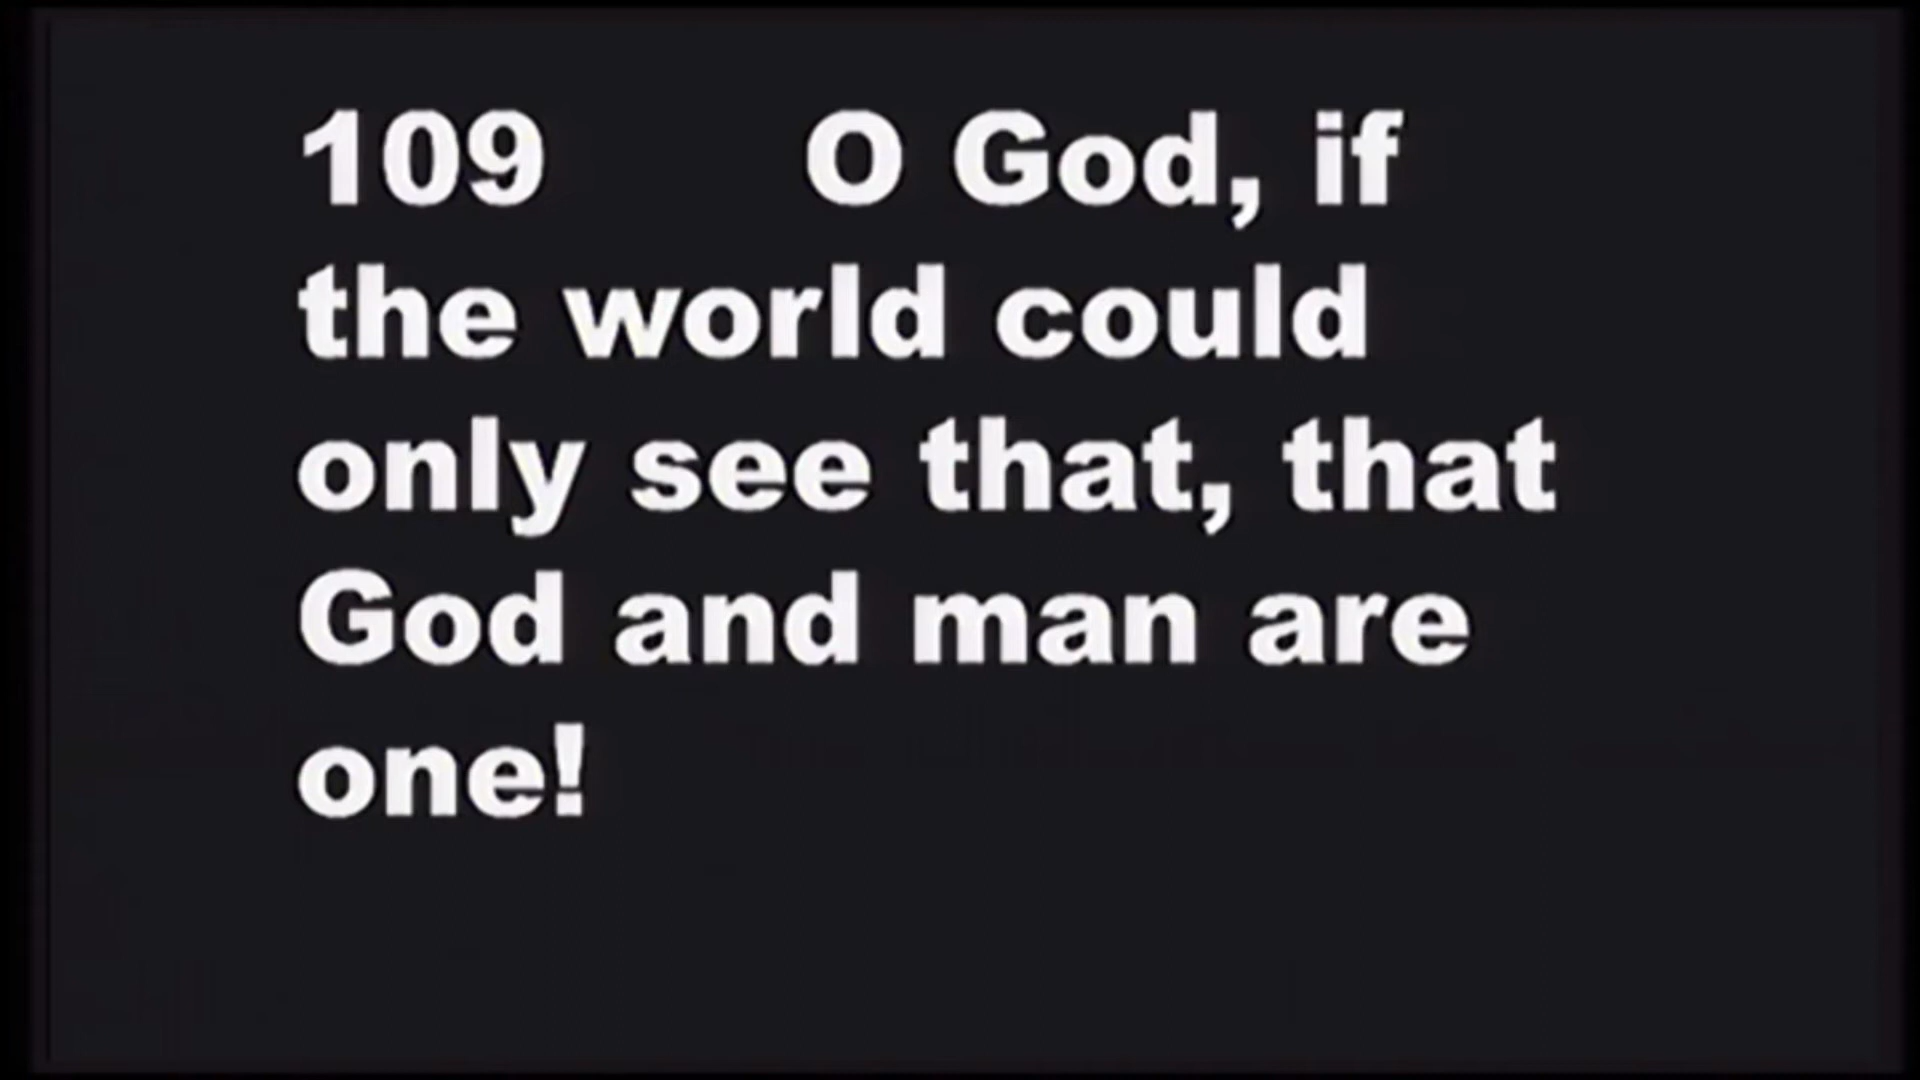 109 O God, if
the world could
only see that, that
God and man are
one!